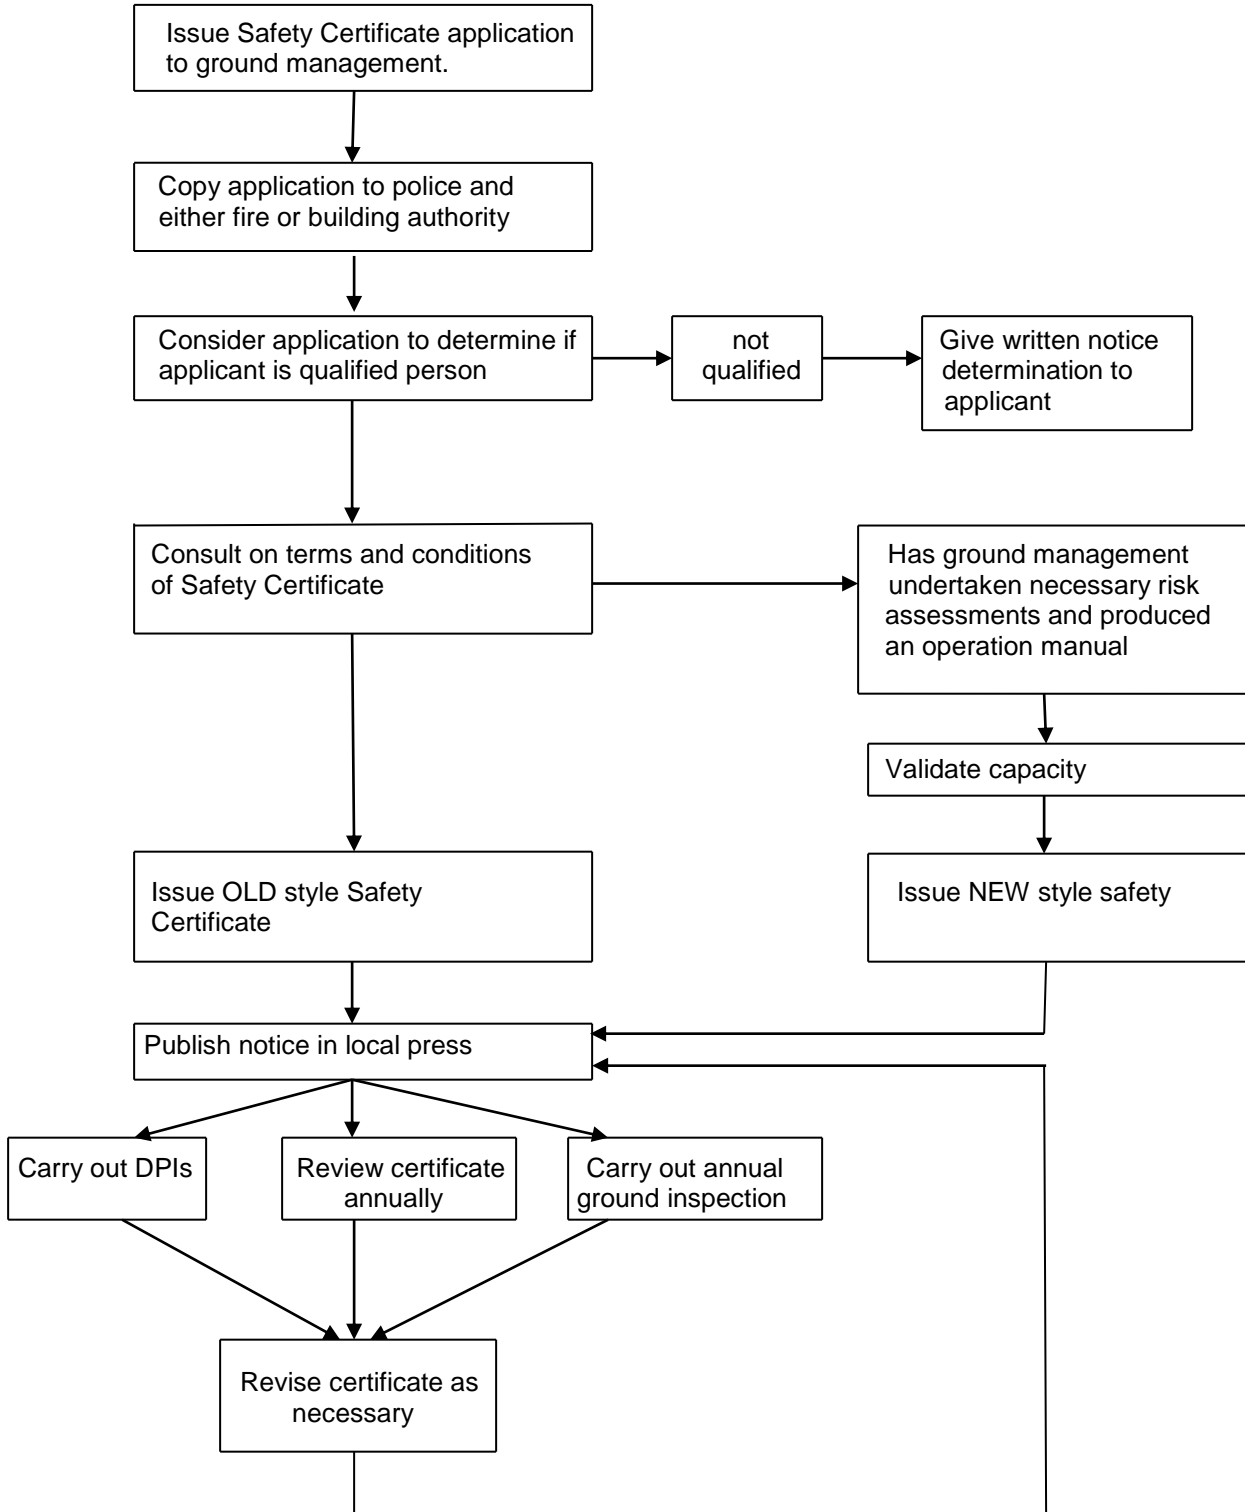 Issue Safety Certificate application
to ground management.
Copy application to police and
either fire or building authority
Consider application to determine if
applicant is qualified person
not
qualified
Give written notice
determination to
applicant
Consult on terms and conditions
of Safety Certificate
Has ground management
undertaken necessary risk
assessments and produced
an operation manual
Validate capacity
Issue OLD style Safety
Certificate
Issue NEW style safety
Publish notice in local press
Carry out DPIs
Review certificate
annually
Carry out annual
ground inspection
Revise certificate as
necessary